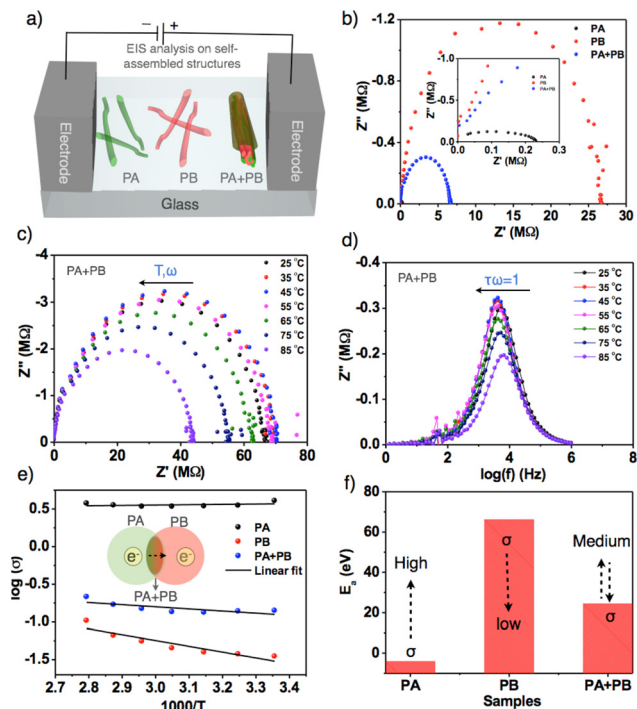 a)
− +
EIS analysis on self-
assembled structures
Electrode
PA
PB
PA+PB
Electrode
Glass
b)
-1.2
-0.8
-0.4
0.0
Z'' (MΩ)
0 5 10 15 20 25 30
Z' (MΩ)
PA
PB
PA+PB
-1.0
-0.5
0.0
Z'' (MΩ)
0.0 0.1 0.2 0.3 0.4
Z' (MΩ)
PA
PB
PA+PB
c)
PA+PB
T,ω
-4
-3
-2
-1
0
Z'' (MΩ)
0 20 40 60 80
Z' (MΩ)
25 °C
35 °C
45 °C
55 °C
65 °C
75 °C
85 °C
d)
PA+PB
τω=1
-0.4
-0.3
-0.2
-0.1
0.0
Z'' (MΩ)
0 2 4 6 8
log(f) (Hz)
25 °C
35 °C
45 °C
55 °C
65 °C
75 °C
85 °C
e)
0.5
0.0
-0.5
-1.0
-1.5
log (σ)
2.7 2.8 2.9 3.0 3.1 3.2 3.3 3.4
1000/T
PA PB
e⁻ e⁻
PA+PB
PA
PB
PA+PB
Linear fit
f)
80
60
40
20
0
Eₐ (eV)
High
σ
σ
low
Medium
σ
PA PB PA+PB
Samples